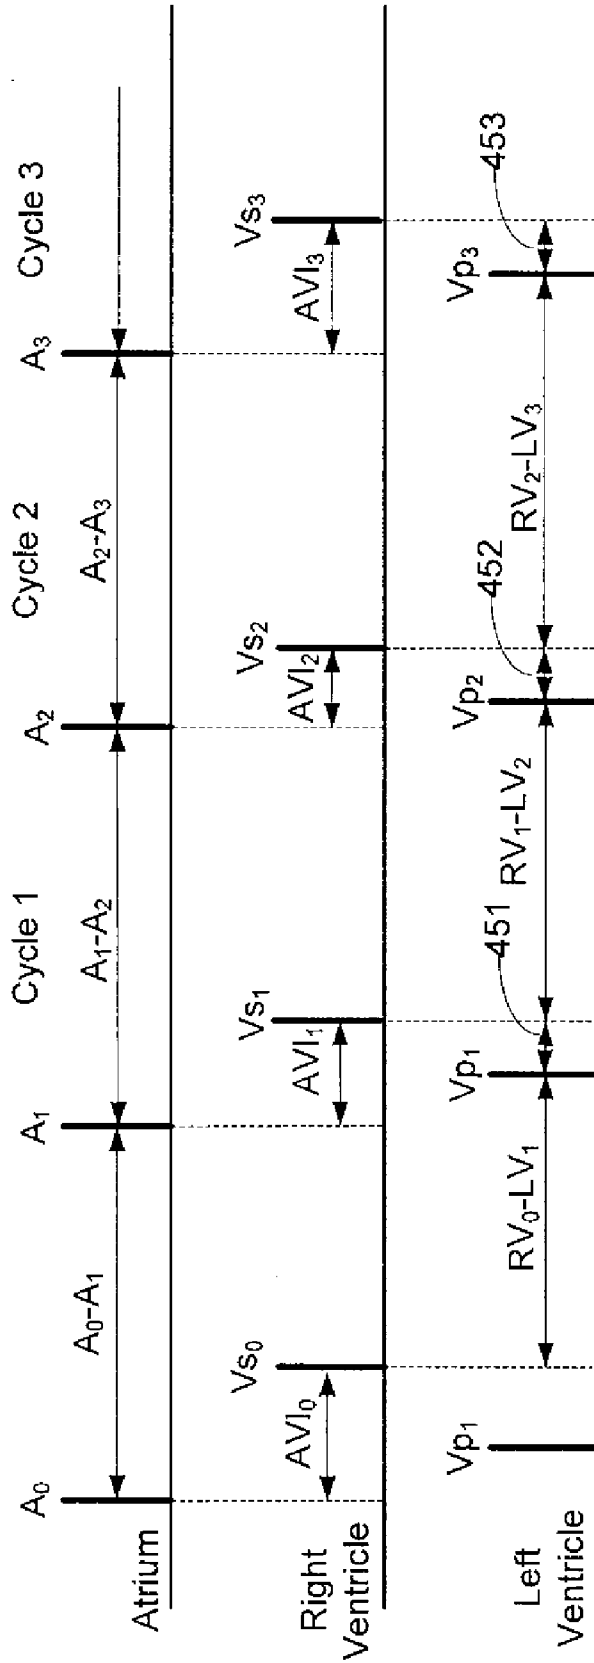 Cycle 1
Cycle 2
Cycle 3
A₀
A₁
A₂
A₃
A₀-A₁
A₁-A₂
A₂-A₃
Atrium
Vs₀
Vs₁
Vs₂
Vs₃
AVI₀
AVI₁
AVI₂
AVI₃
Right
Ventricle
Vp₁
Vp₁
451
Vp₂
452
Vp₃
453
RV₀-LV₁
RV₁-LV₂
RV₂-LV₃
Left
Ventricle